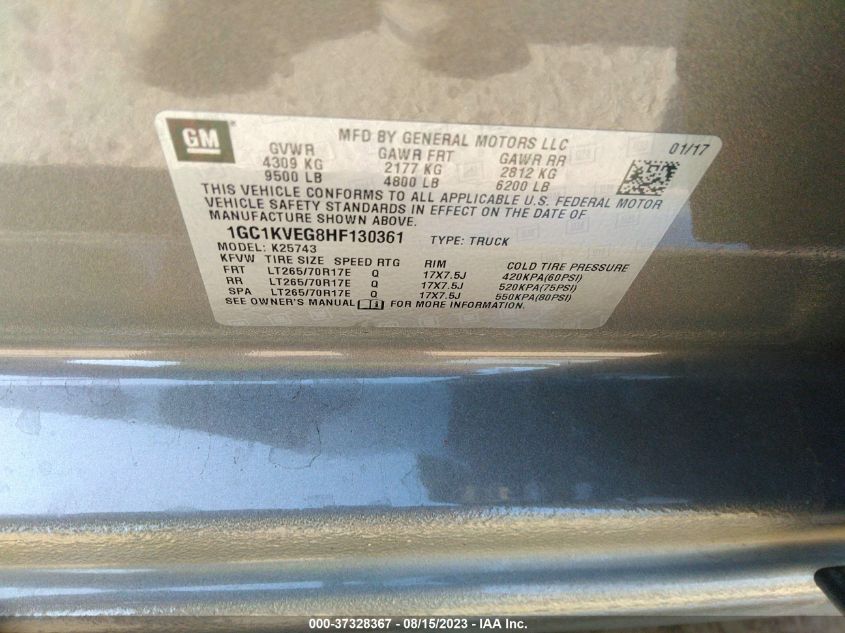 GM
MFD BY GENERAL MOTORS LLC
01/17
GVWR GAWR FRT GAWR RR
4309 KG 2177 KG 2812 KG
9500 LB 4800 LB 6200 LB
THIS VEHICLE CONFORMS TO ALL APPLICABLE U.S. FEDERAL MOTOR
VEHICLE SAFETY STANDARDS IN EFFECT ON THE DATE OF
MANUFACTURE SHOWN ABOVE.
1GC1KVEG8HF130361 TYPE: TRUCK
MODEL: K25743
KFVW TIRE SIZE SPEED RTG RIM COLD TIRE PRESSURE
FRT LT265/70R17E Q 17X7.5J 420KPA(60PSI)
RR LT265/70R17E Q 17X7.5J 520KPA(75PSI)
SPA LT265/70R17E Q 17X7.5J 550KPA(80PSI)
SEE OWNER'S MANUAL FOR MORE INFORMATION.
000-37328367 - 08/15/2023 - IAA Inc.